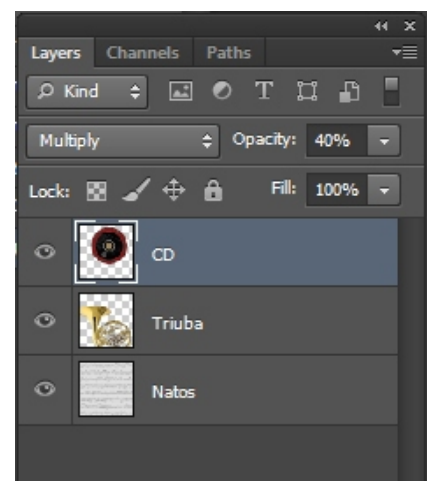 Layers Channels Paths
Kind T
Multiply Opacity: 40%
Lock: Fill: 100%
CD
Triuba
Natos